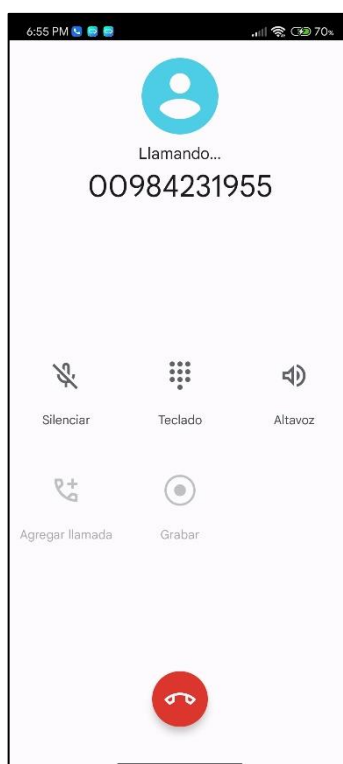 6:55 PM 70%
Llamando...
00984231955
Silenciar Teclado Altavoz
Agregar llamada Grabar